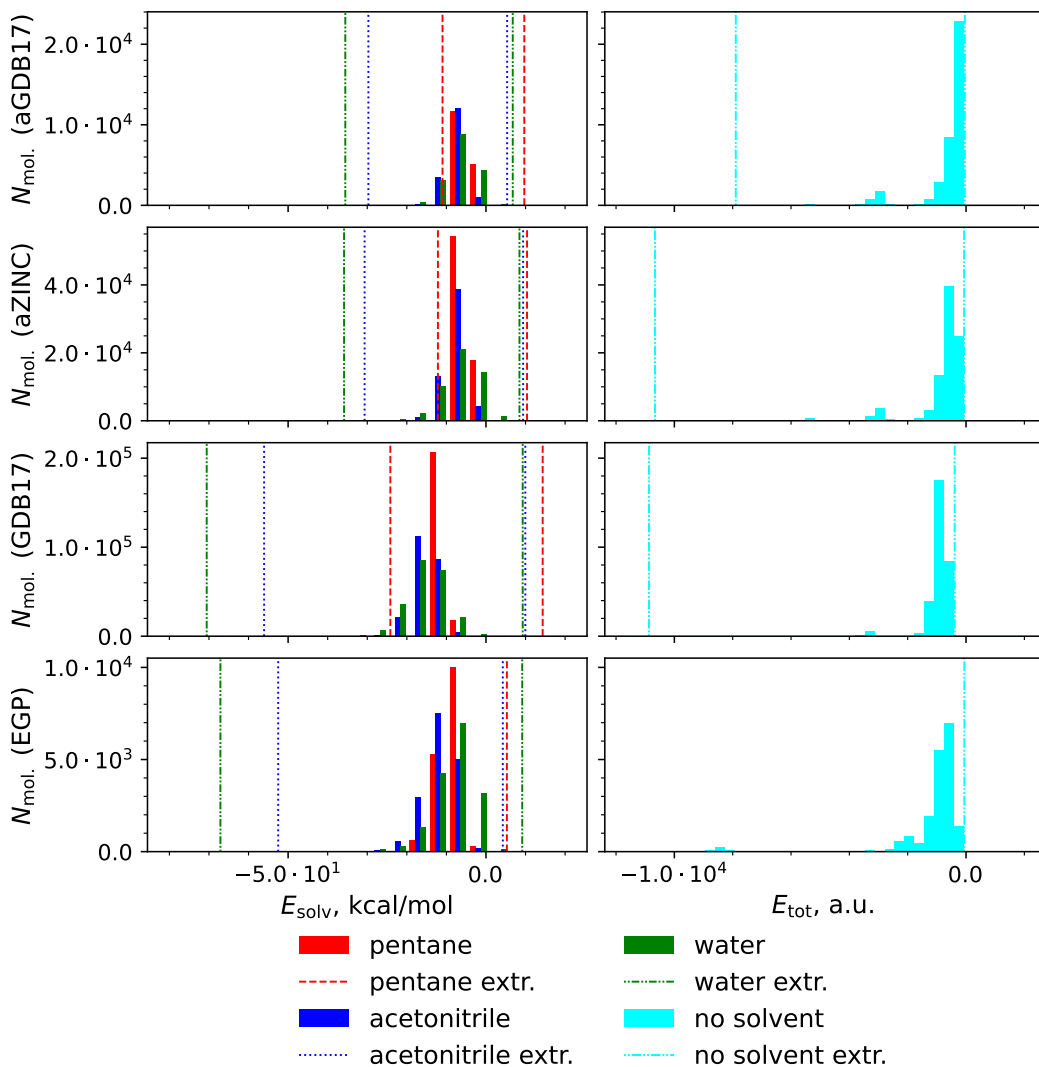 N_mol. (aGDB17)
2.0·10⁴
1.0·10⁴
0.0
N_mol. (aZINC)
4.0·10⁴
2.0·10⁴
0.0
N_mol. (GDB17)
2.0·10⁵
1.0·10⁵
0.0
N_mol. (EGP)
1.0·10⁴
5.0·10³
0.0
−5.0·10¹ 0.0 −1.0·10⁴ 0.0
E_solv, kcal/mol E_tot, a.u.
pentane water
pentane extr. water extr.
acetonitrile no solvent
acetonitrile extr. no solvent extr.